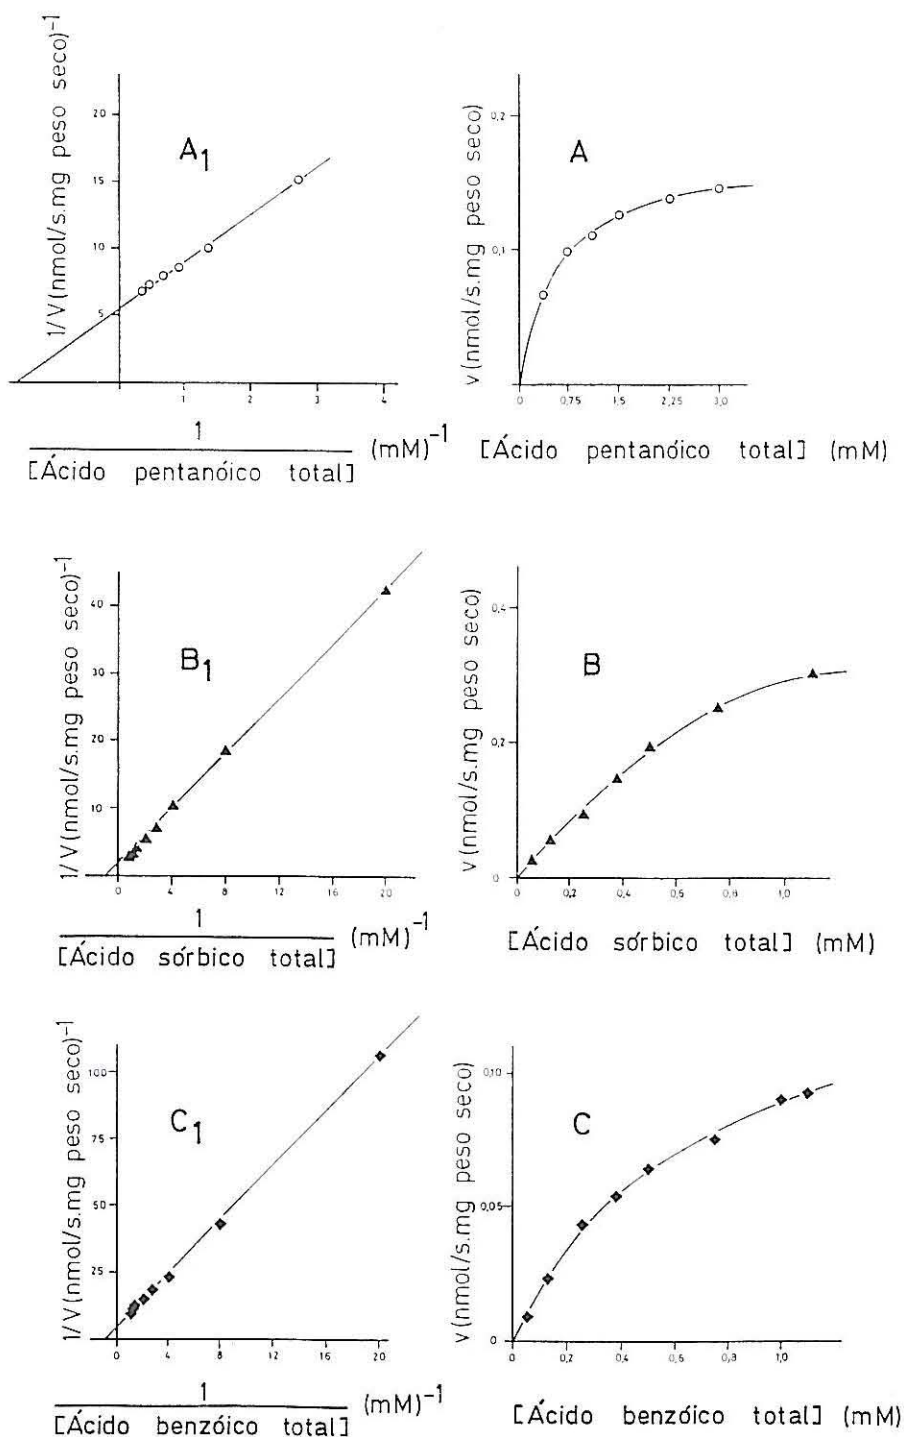 1/V(nmol/s.mg peso seco)⁻¹
20
15
10
5
A₁
1 2 3 4
1
[Ácido pentanóico total]
(mM)⁻¹
v(nmol/s.mg peso seco)
0,2
0,1
A
0 0,75 1,5 2,25 3,0
[Ácido pentanóico total] (mM)
1/V(nmol/s.mg peso seco)⁻¹
40
30
20
10
B₁
0 4 8 12 16 20
1
[Ácido sórbico total]
(mM)⁻¹
v(nmol/s.mg peso seco)
0,4
0,2
0
B
0 0,2 0,4 0,6 0,8 1,0
[Ácido sórbico total] (mM)
1/V(nmol/s.mg peso seco)⁻¹
100
75
50
25
C₁
0 4 8 12 16 20
1
[Ácido benzóico total]
(mM)⁻¹
v(nmol/s.mg peso seco)
0,10
0,05
0
C
0 0,2 0,4 0,6 0,8 1,0
[Ácido benzóico total] (mM)